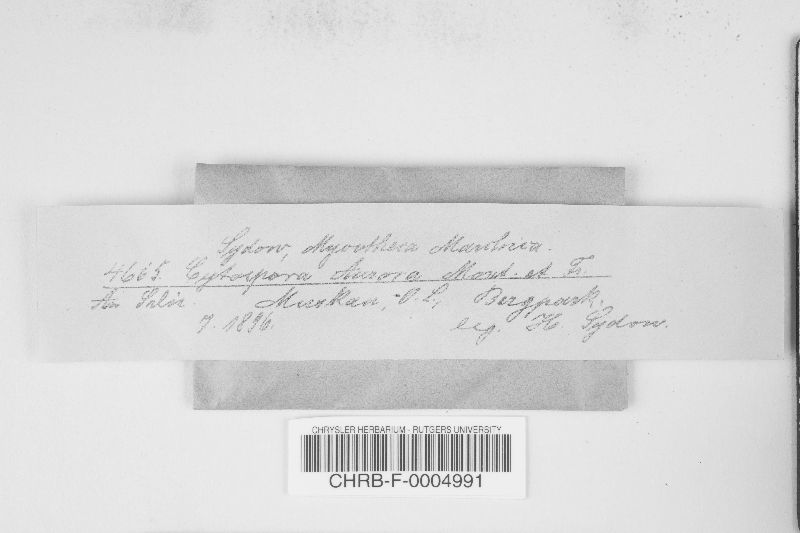 Sydow, Mycotheca Marchica.
4665. Cytospora Aurora Mont. et Fr.
An Salix. Muskau, O. L., Bergpark.
7. 1896. leg. H. Sydow.
CHRYSLER HERBARIUM - RUTGERS UNIVERSITY
CHRB-F-0004991